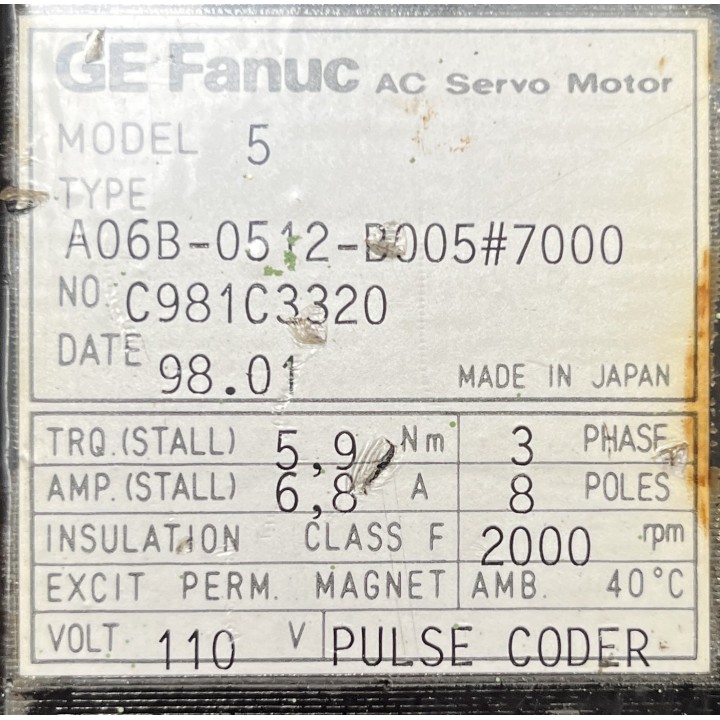 GE Fanuc AC Servo Motor
MODEL 5
TYPE
A06B-0512-B005#7000
NO. C981C3320
DATE 98.01
MADE IN JAPAN
TRQ.(STALL) 5,9 Nm 3 PHASE
AMP.(STALL) 6,8 A 8 POLES
INSULATION CLASS F 2000 rpm
EXCIT PERM. MAGNET AMB. 40°C
VOLT. 110 V PULSE CODER